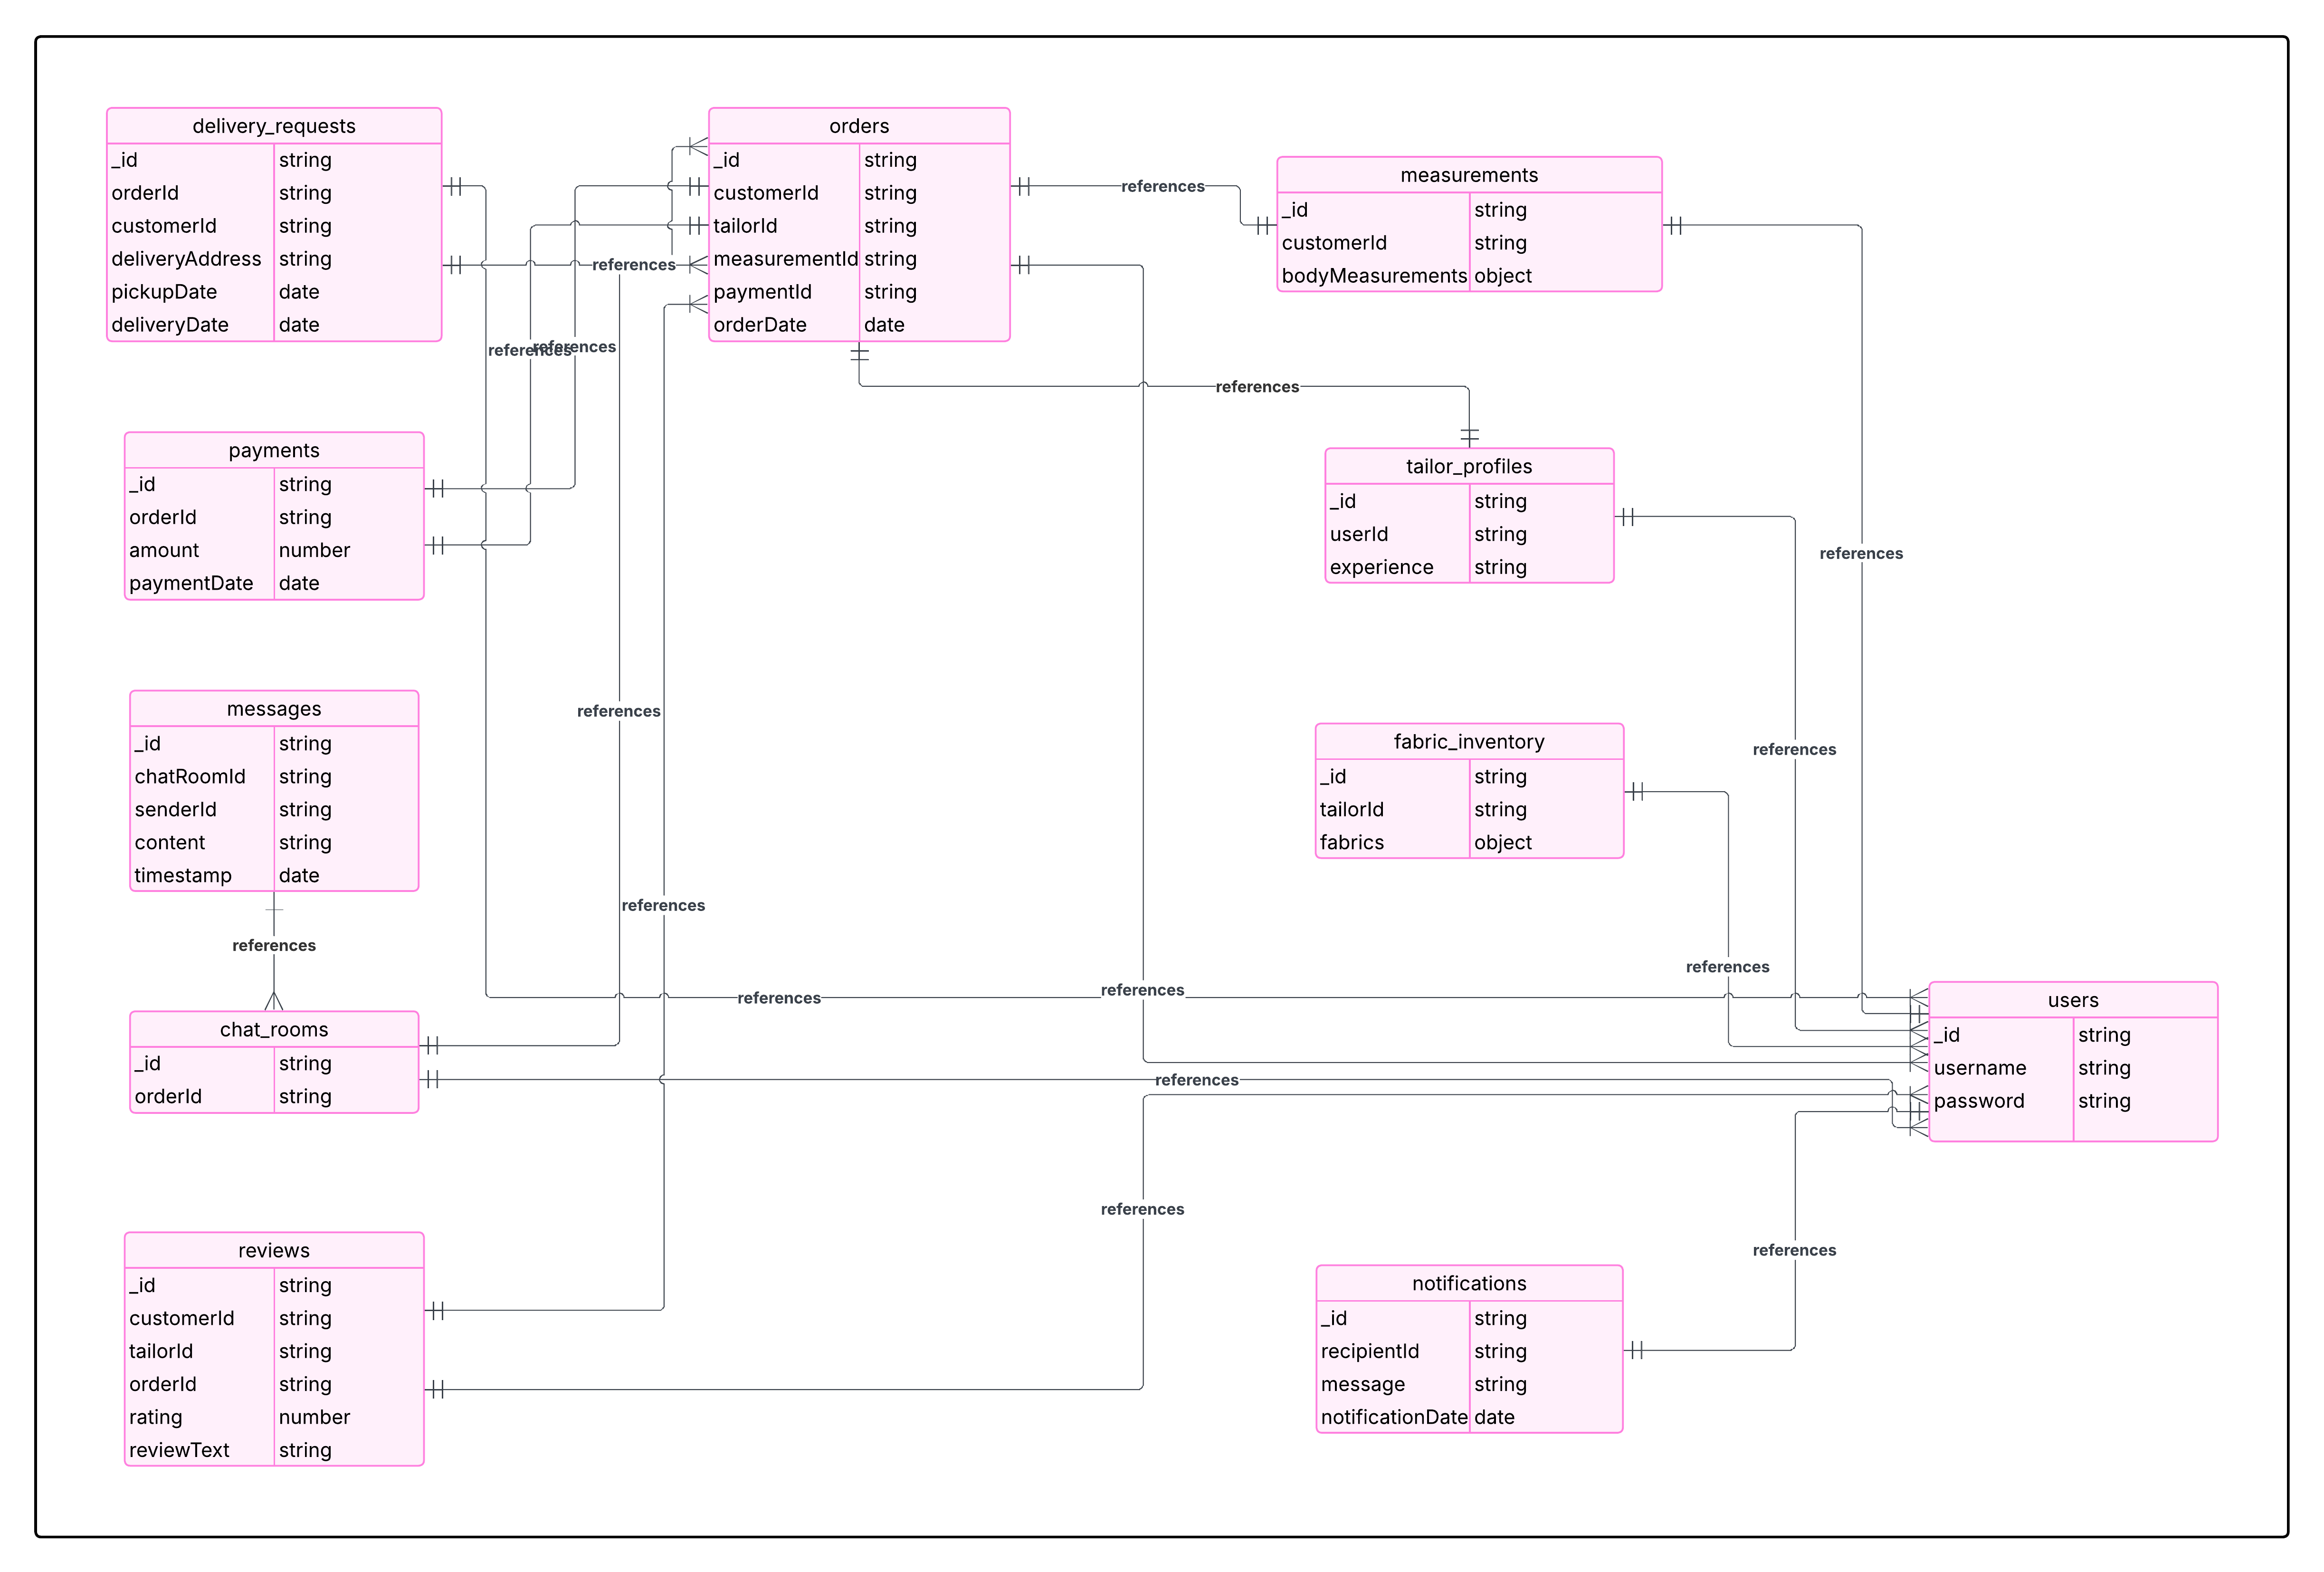 delivery_requests
_id string
orderId string
customerId string
deliveryAddress string
pickupDate date
deliveryDate date
orders
_id string
customerId string
tailorId string
measurementId string
paymentId string
orderDate date
measurements
_id string
customerId string
bodyMeasurements object
references
references
references
references
references
payments
_id string
orderId string
amount number
paymentDate date
tailor_profiles
_id string
userId string
experience string
references
messages
_id string
chatRoomId string
senderId string
content string
timestamp date
references
references
fabric_inventory
_id string
tailorId string
fabrics object
references
references
references
references
references
chat_rooms
_id string
orderId string
users
_id string
username string
password string
references
references
reviews
_id string
customerId string
tailorId string
orderId string
rating number
reviewText string
references
notifications
_id string
recipientId string
message string
notificationDate date